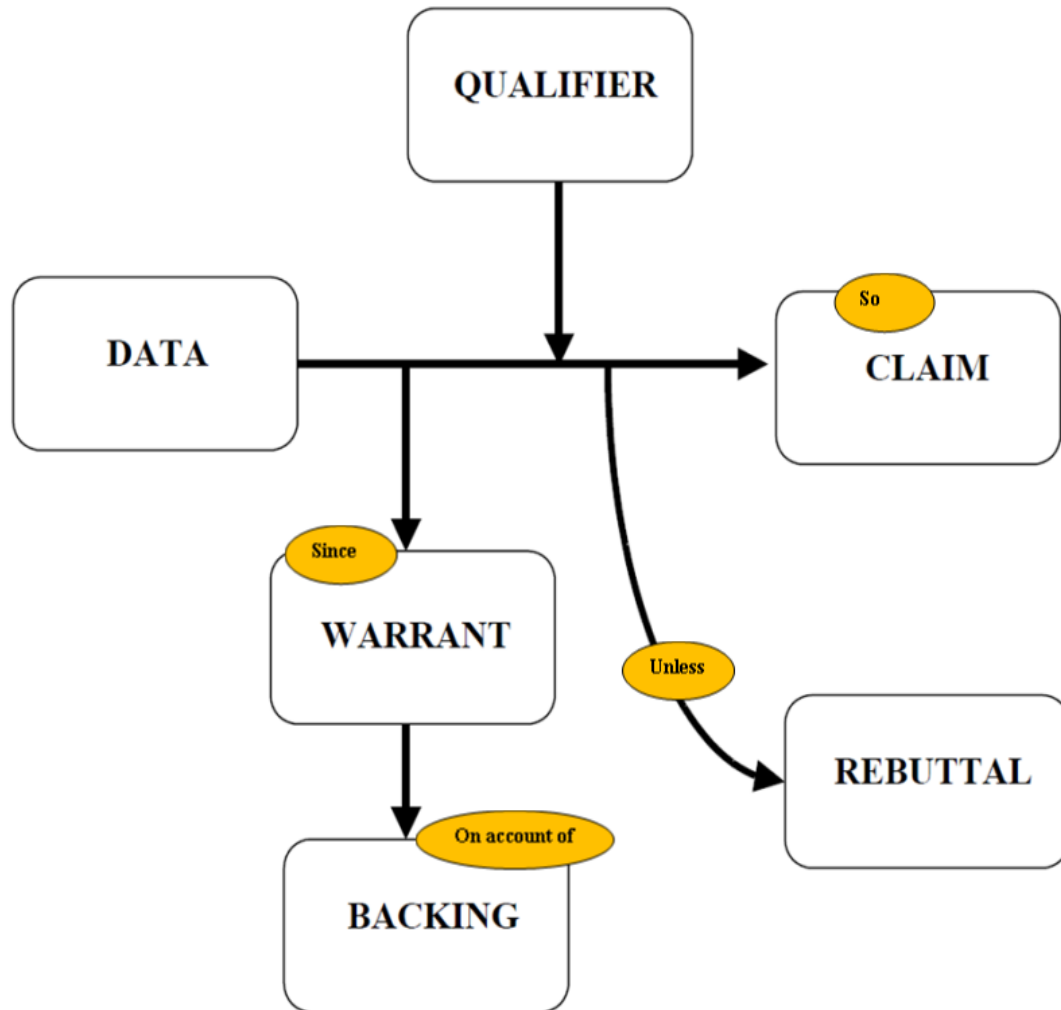 QUALIFIER
DATA
So
CLAIM
Since
WARRANT
Unless
REBUTTAL
On account of
BACKING